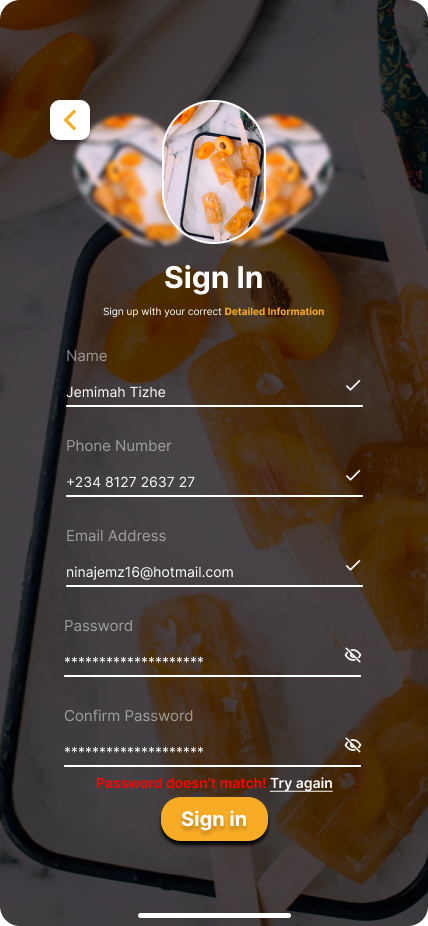 Sign In
Sign up with your correct Detailed Information
Name
Jemimah Tizhe
Phone Number
+234 8127 2637 27
Email Address
ninajemz16@hotmail.com
Password
********************
Confirm Password
********************
Password doesn't match! Try again
Sign in